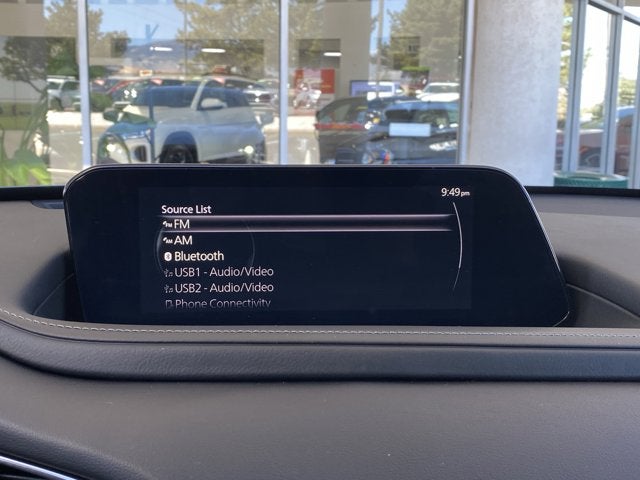 9:49pm
Source List
FM
AM
Bluetooth
USB1 - Audio/Video
USB2 - Audio/Video
Phone Connectivity